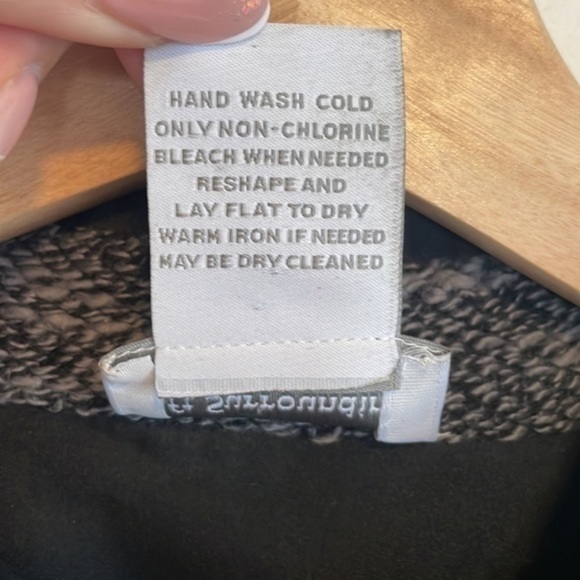 HAND WASH COLD
ONLY NON-CHLORINE
BLEACH WHEN NEEDED
RESHAPE AND
LAY FLAT TO DRY
WARM IRON IF NEEDED
MAY BE DRY CLEANED